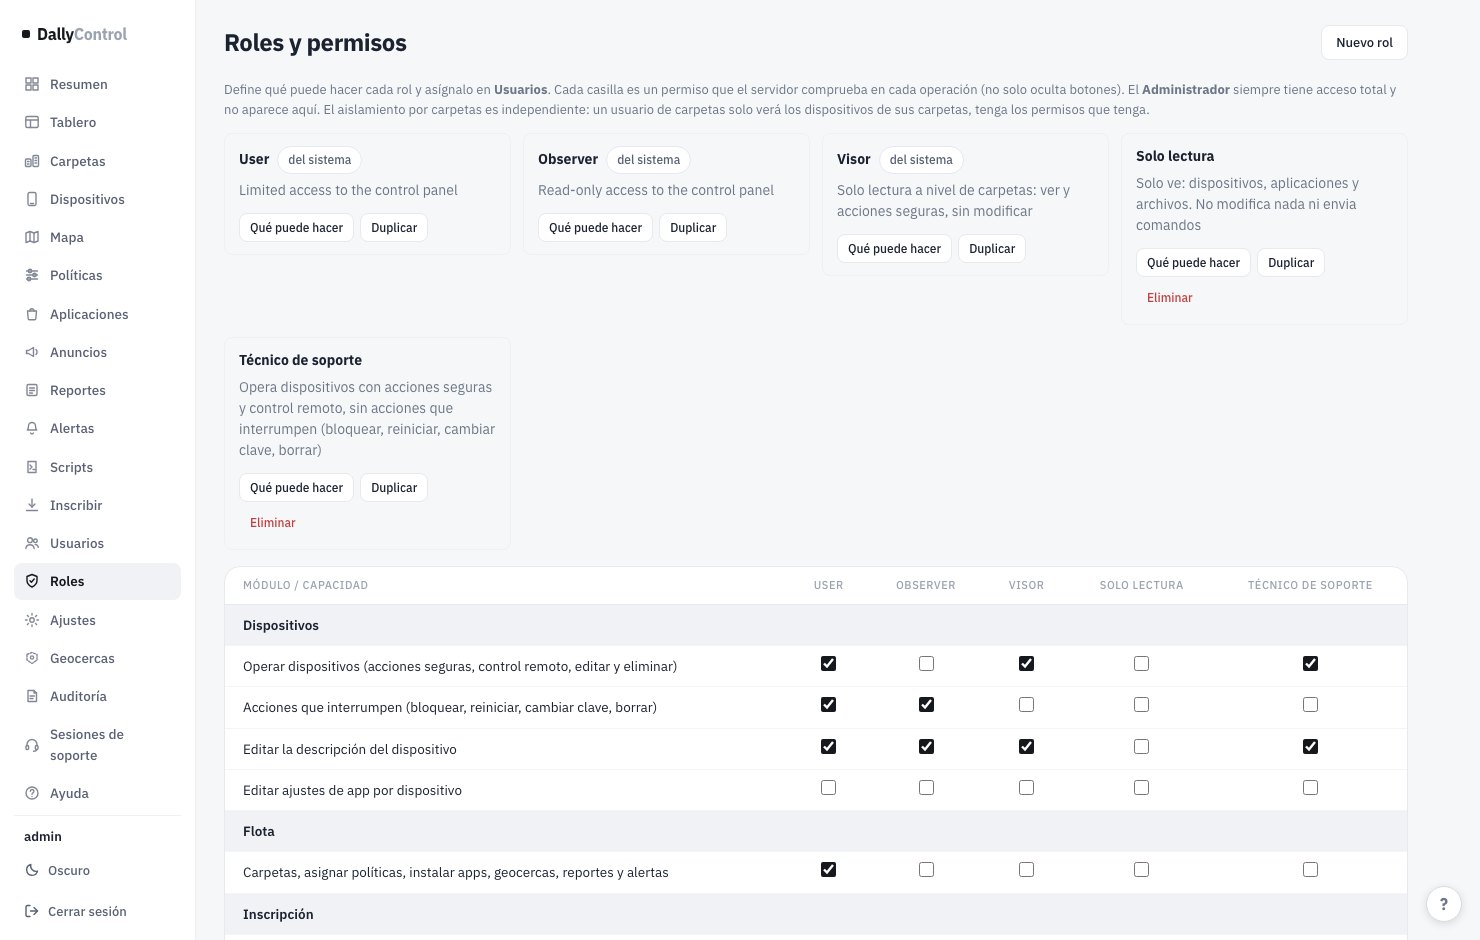 DallyControl
Resumen
Tablero
Carpetas
Dispositivos
Mapa
Políticas
Aplicaciones
Anuncios
Reportes
Alertas
Scripts
Inscribir
Usuarios
Roles
Ajustes
Geocercas
Auditoría
Sesiones de
soporte
Ayuda
admin
Oscuro
Cerrar sesión
Roles y permisos
Nuevo rol
Define qué puede hacer cada rol y asígnalo en Usuarios. Cada casilla es un permiso que el servidor comprueba en cada operación (no solo oculta botones). El Administrador siempre tiene acceso total y
no aparece aquí. El aislamiento por carpetas es independiente: un usuario de carpetas solo verá los dispositivos de sus carpetas, tenga los permisos que tenga.
User del sistema
Limited access to the control panel
Qué puede hacer Duplicar
Observer del sistema
Read-only access to the control panel
Qué puede hacer Duplicar
Visor del sistema
Solo lectura a nivel de carpetas: ver y
acciones seguras, sin modificar
Qué puede hacer Duplicar
Solo lectura
Solo ve: dispositivos, aplicaciones y
archivos. No modifica nada ni envia
comandos
Qué puede hacer Duplicar
Eliminar
Técnico de soporte
Opera dispositivos con acciones seguras
y control remoto, sin acciones que
interrumpen (bloquear, reiniciar, cambiar
clave, borrar)
Qué puede hacer Duplicar
Eliminar
MÓDULO / CAPACIDAD USER OBSERVER VISOR SOLO LECTURA TÉCNICO DE SOPORTE
Dispositivos
Operar dispositivos (acciones seguras, control remoto, editar y eliminar)
Acciones que interrumpen (bloquear, reiniciar, cambiar clave, borrar)
Editar la descripción del dispositivo
Editar ajustes de app por dispositivo
Flota
Carpetas, asignar políticas, instalar apps, geocercas, reportes y alertas
Inscripción
?